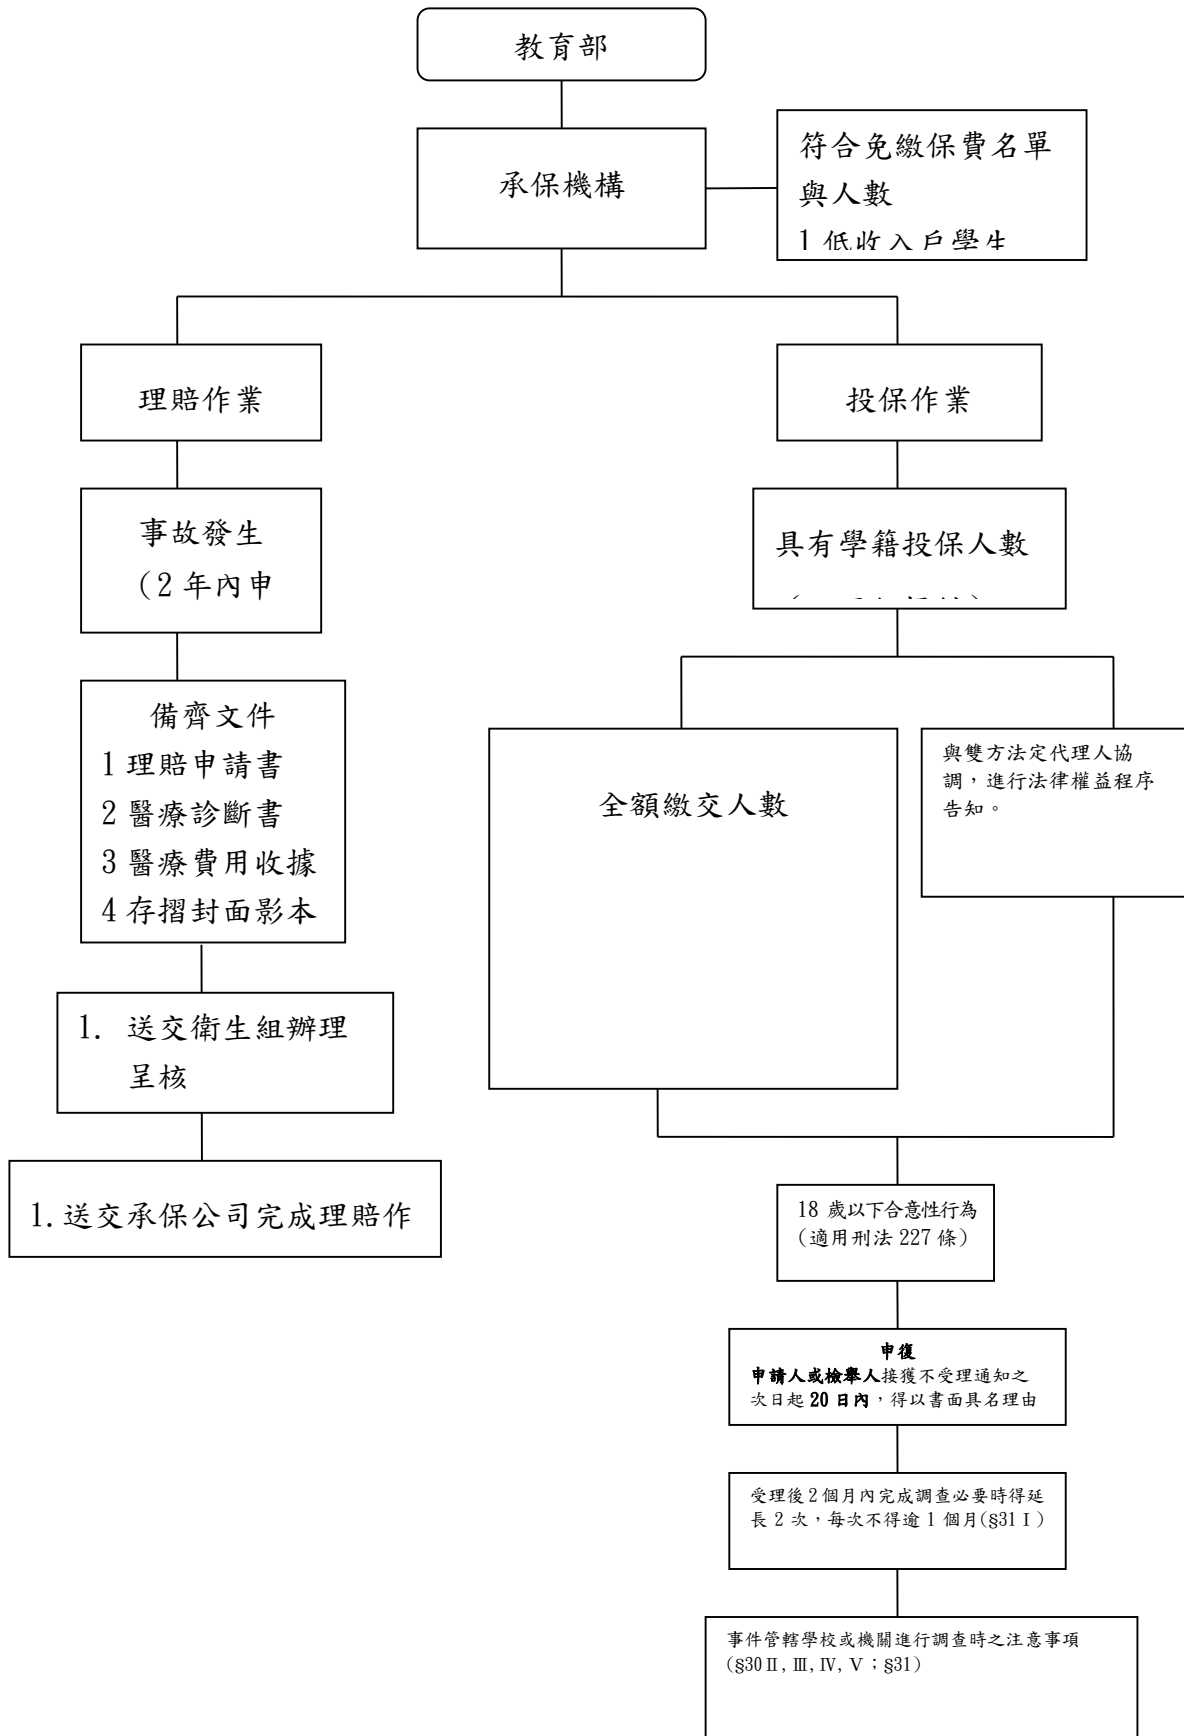 教育部
承保機構
符合免繳保費名單
與人數
1 低收入戶學生
理賠作業
投保作業
事故發生
(2 年內申
具有學籍投保人數
備齊文件
1 理賠申請書
2 醫療診斷書
3 醫療費用收據
4 存摺封面影本
全額繳交人數
與雙方法定代理人協
調，進行法律權益程序
告知。
1. 送交衛生組辦理
呈核
1.送交承保公司完成理賠作
18 歲以下合意性行為
(適用刑法 227 條)
申復
申請人或檢舉人接獲不受理通知之
次日起 20 日內，得以書面具名理由
受理後 2 個月內完成調查必要時得延
長 2 次，每次不得逾 1 個月(§31Ⅰ)
事件管轄學校或機關進行調查時之注意事項
(§30Ⅱ,Ⅲ,Ⅳ,Ⅴ；§31)